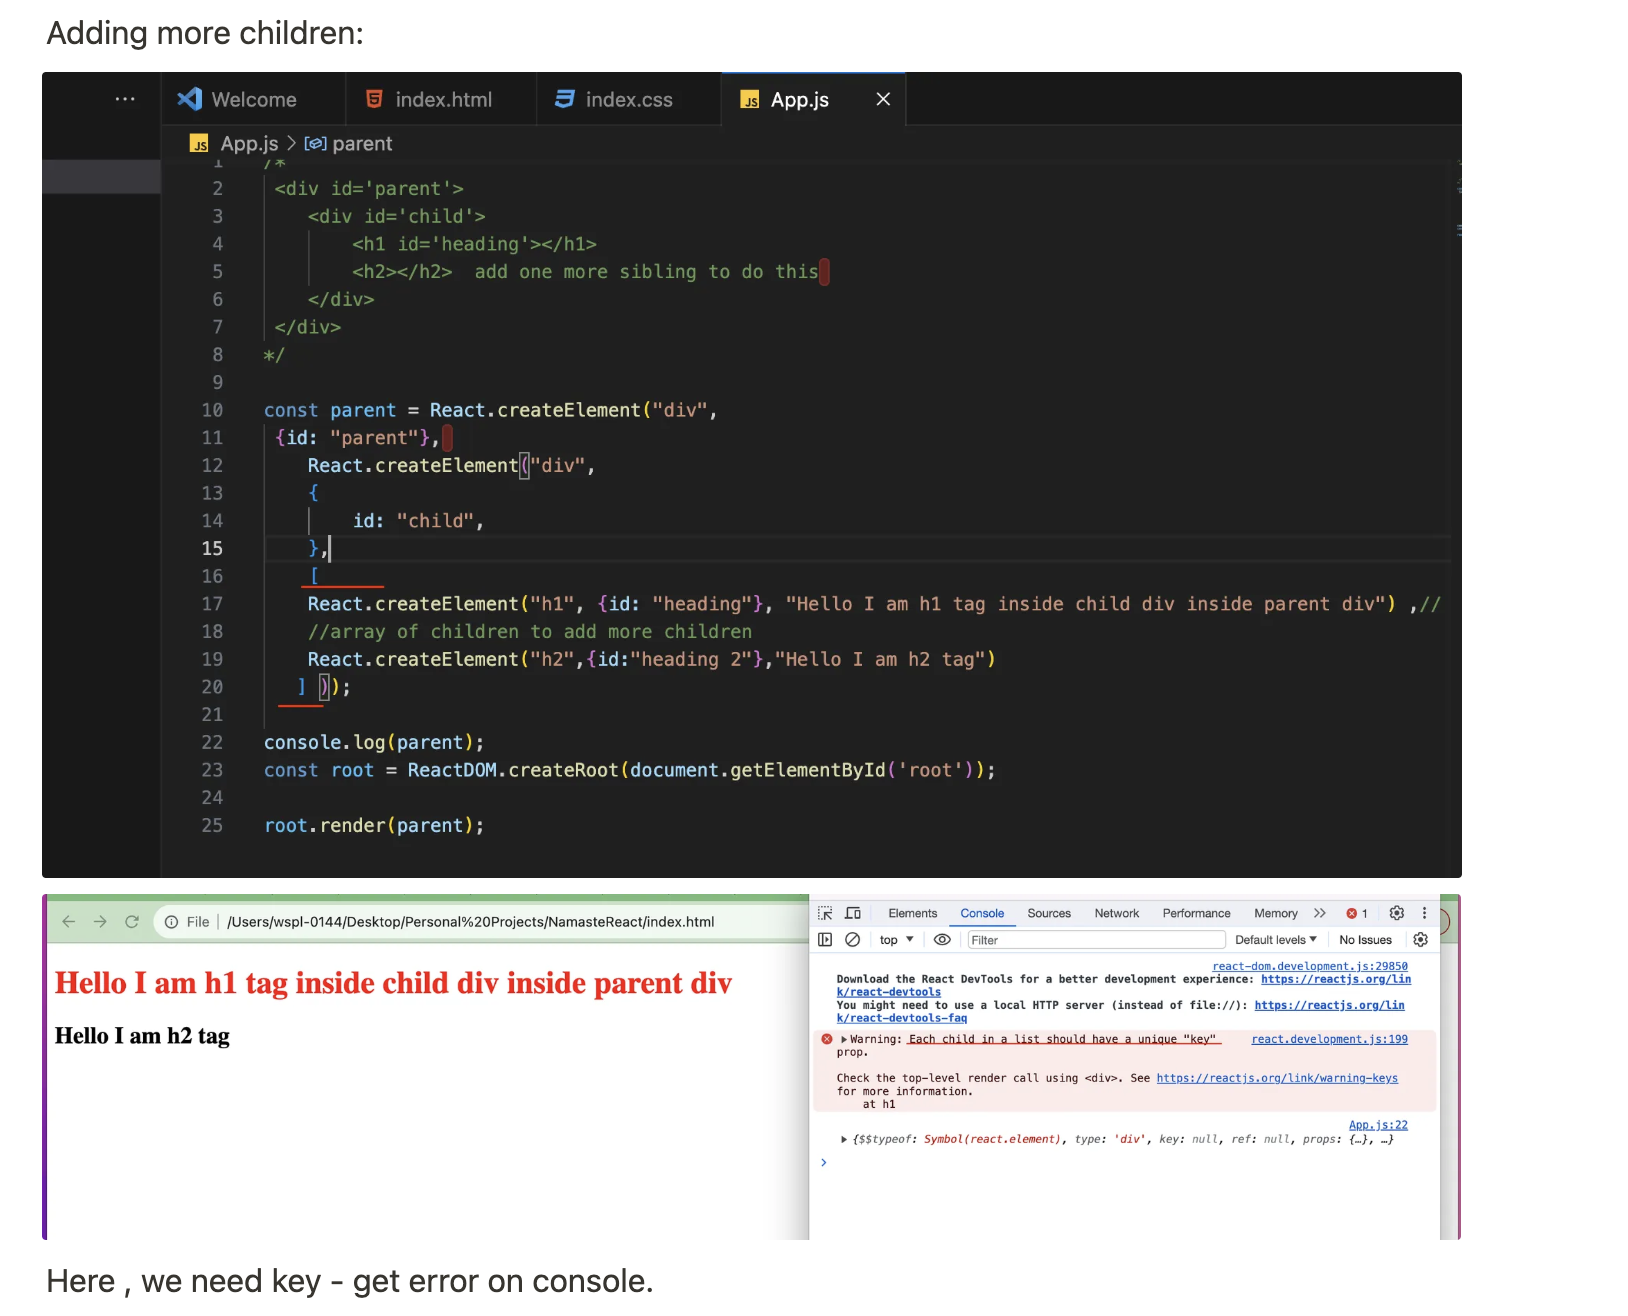 Adding more children:
... Welcome index.html index.css App.js
App.js > parent
1 /*
2 <div id='parent'>
3 <div id='child'>
4 <h1 id='heading'></h1>
5 <h2></h2>  add one more sibling to do this
6 </div>
7 </div>
8 */
9
10 const parent = React.createElement("div",
11 {id: "parent"},
12 React.createElement("div",
13 {
14 id: "child",
15 },
16 [
17 React.createElement("h1", {id: "heading"}, "Hello I am h1 tag inside child div inside parent div") ,//
18 //array of children to add more children
19 React.createElement("h2",{id:"heading 2"},"Hello I am h2 tag")
20 ] ));
21
22 console.log(parent);
23 const root = ReactDOM.createRoot(document.getElementById('root'));
24
25 root.render(parent);
File /Users/wspl-0144/Desktop/Personal%20Projects/NamasteReact/index.html
Hello I am h1 tag inside child div inside parent div
Hello I am h2 tag
Elements Console Sources Network Performance Memory 1
top Filter Default levels No Issues
react-dom.development.js:29850
Download the React DevTools for a better development experience: https://reactjs.org/lin
k/react-devtools
You might need to use a local HTTP server (instead of file://): https://reactjs.org/lin
k/react-devtools-faq
Warning: Each child in a list should have a unique "key" react.development.js:199
prop.
Check the top-level render call using <div>. See https://reactjs.org/link/warning-keys
for more information.
at h1
App.js:22
{$$typeof: Symbol(react.element), type: 'div', key: null, ref: null, props: {…}, …}
Here , we need key - get error on console.